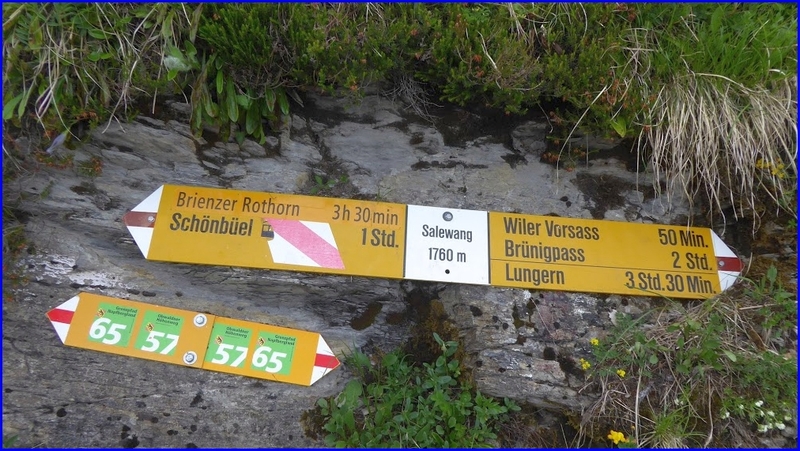 Brienzer Rothorn 3 h 30 min
Schönbüel 1 Std.
Salewang
1760 m
Wiler Vorsass 50 Min.
Brünigpass 2 Std.
Lungern 3 Std. 30 Min.
65
57
57
65